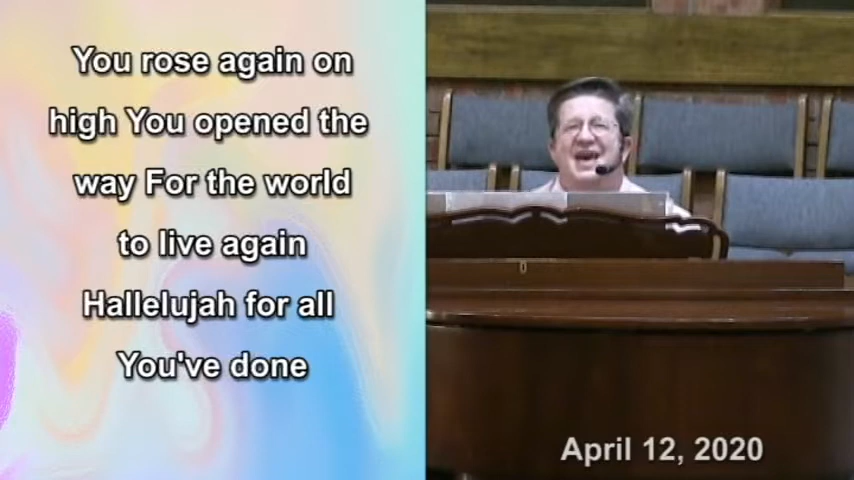 You rose again on
high You opened the
way For the world
to live again
Hallelujah for all
You've done
April 12, 2020